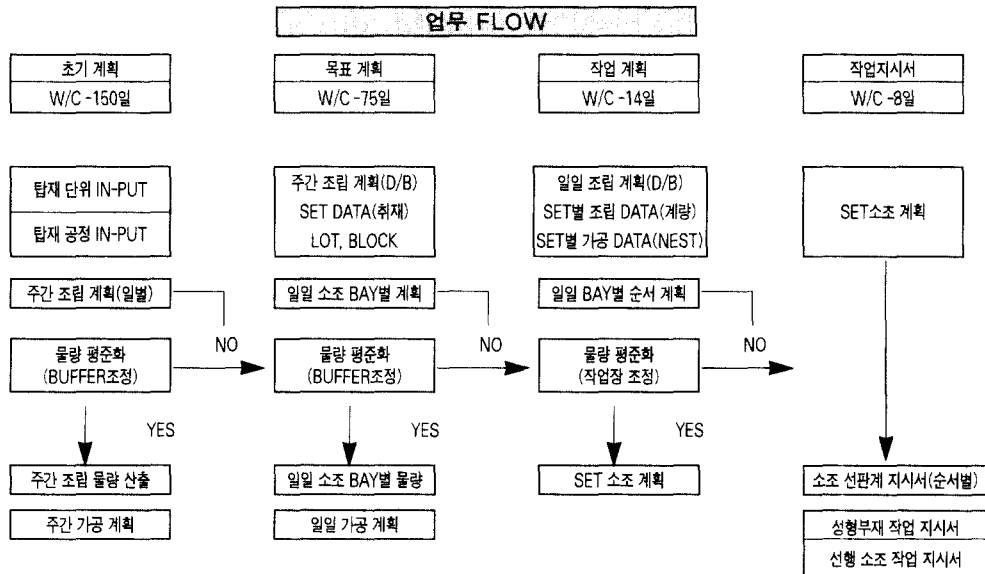 업무 FLOW
초기 계획
W/C -150일
목표 계획
W/C -75일
작업 계획
W/C -14일
작업지시서
W/C -8일
탑재 단위 IN-PUT
탑재 공정 IN-PUT
주간 조립 계획(D/B)
SET DATA(취재)
LOT, BLOCK
일일 조립 계획(D/B)
SET별 조립 DATA(계량)
SET별 가공 DATA(NEST)
SET소조 계획
주간 조립 계획(일별)
일일 소조 BAY별 계획
일일 BAY별 순서 계획
물량 평준화
(BUFFER조정)
NO
물량 평준화
(BUFFER조정)
NO
물량 평준화
(작업장 조정)
NO
YES
YES
YES
주간 조립 물량 산출
일일 소조 BAY별 물량
SET 소조 계획
소조 선판계 지시서(순서별)
주간 가공 계획
일일 가공 계획
성형부재 작업 지시서
선행 소조 작업 지시서